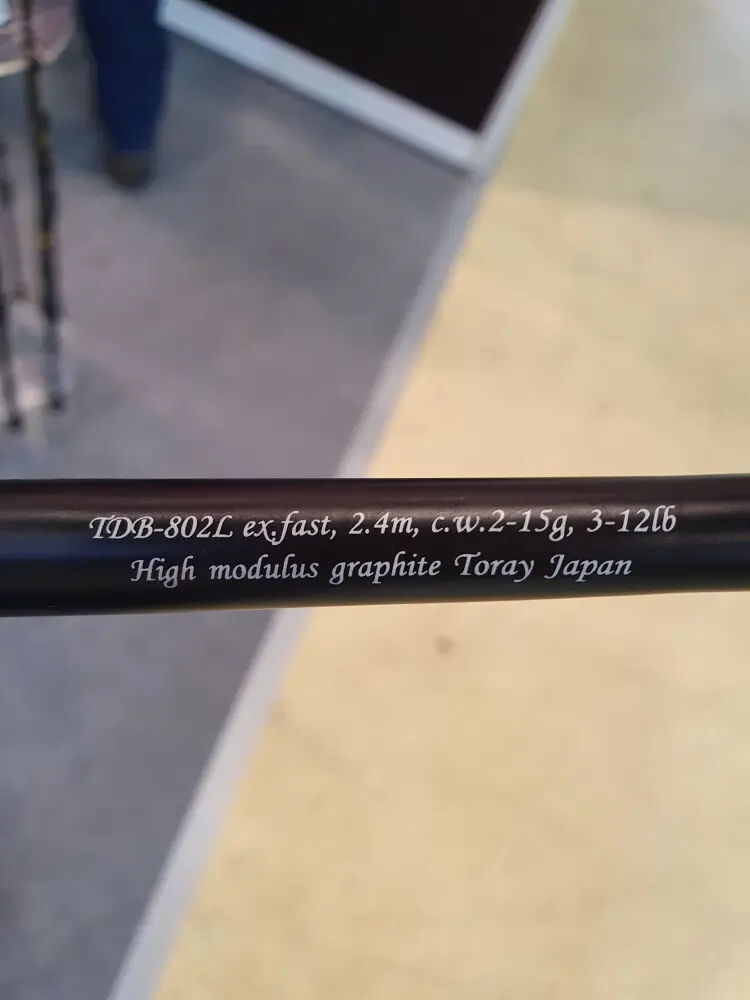 TDB-802L ex.fast, 2.4m, c.w.2-15g, 3-12lb
High modulus graphite Toray Japan